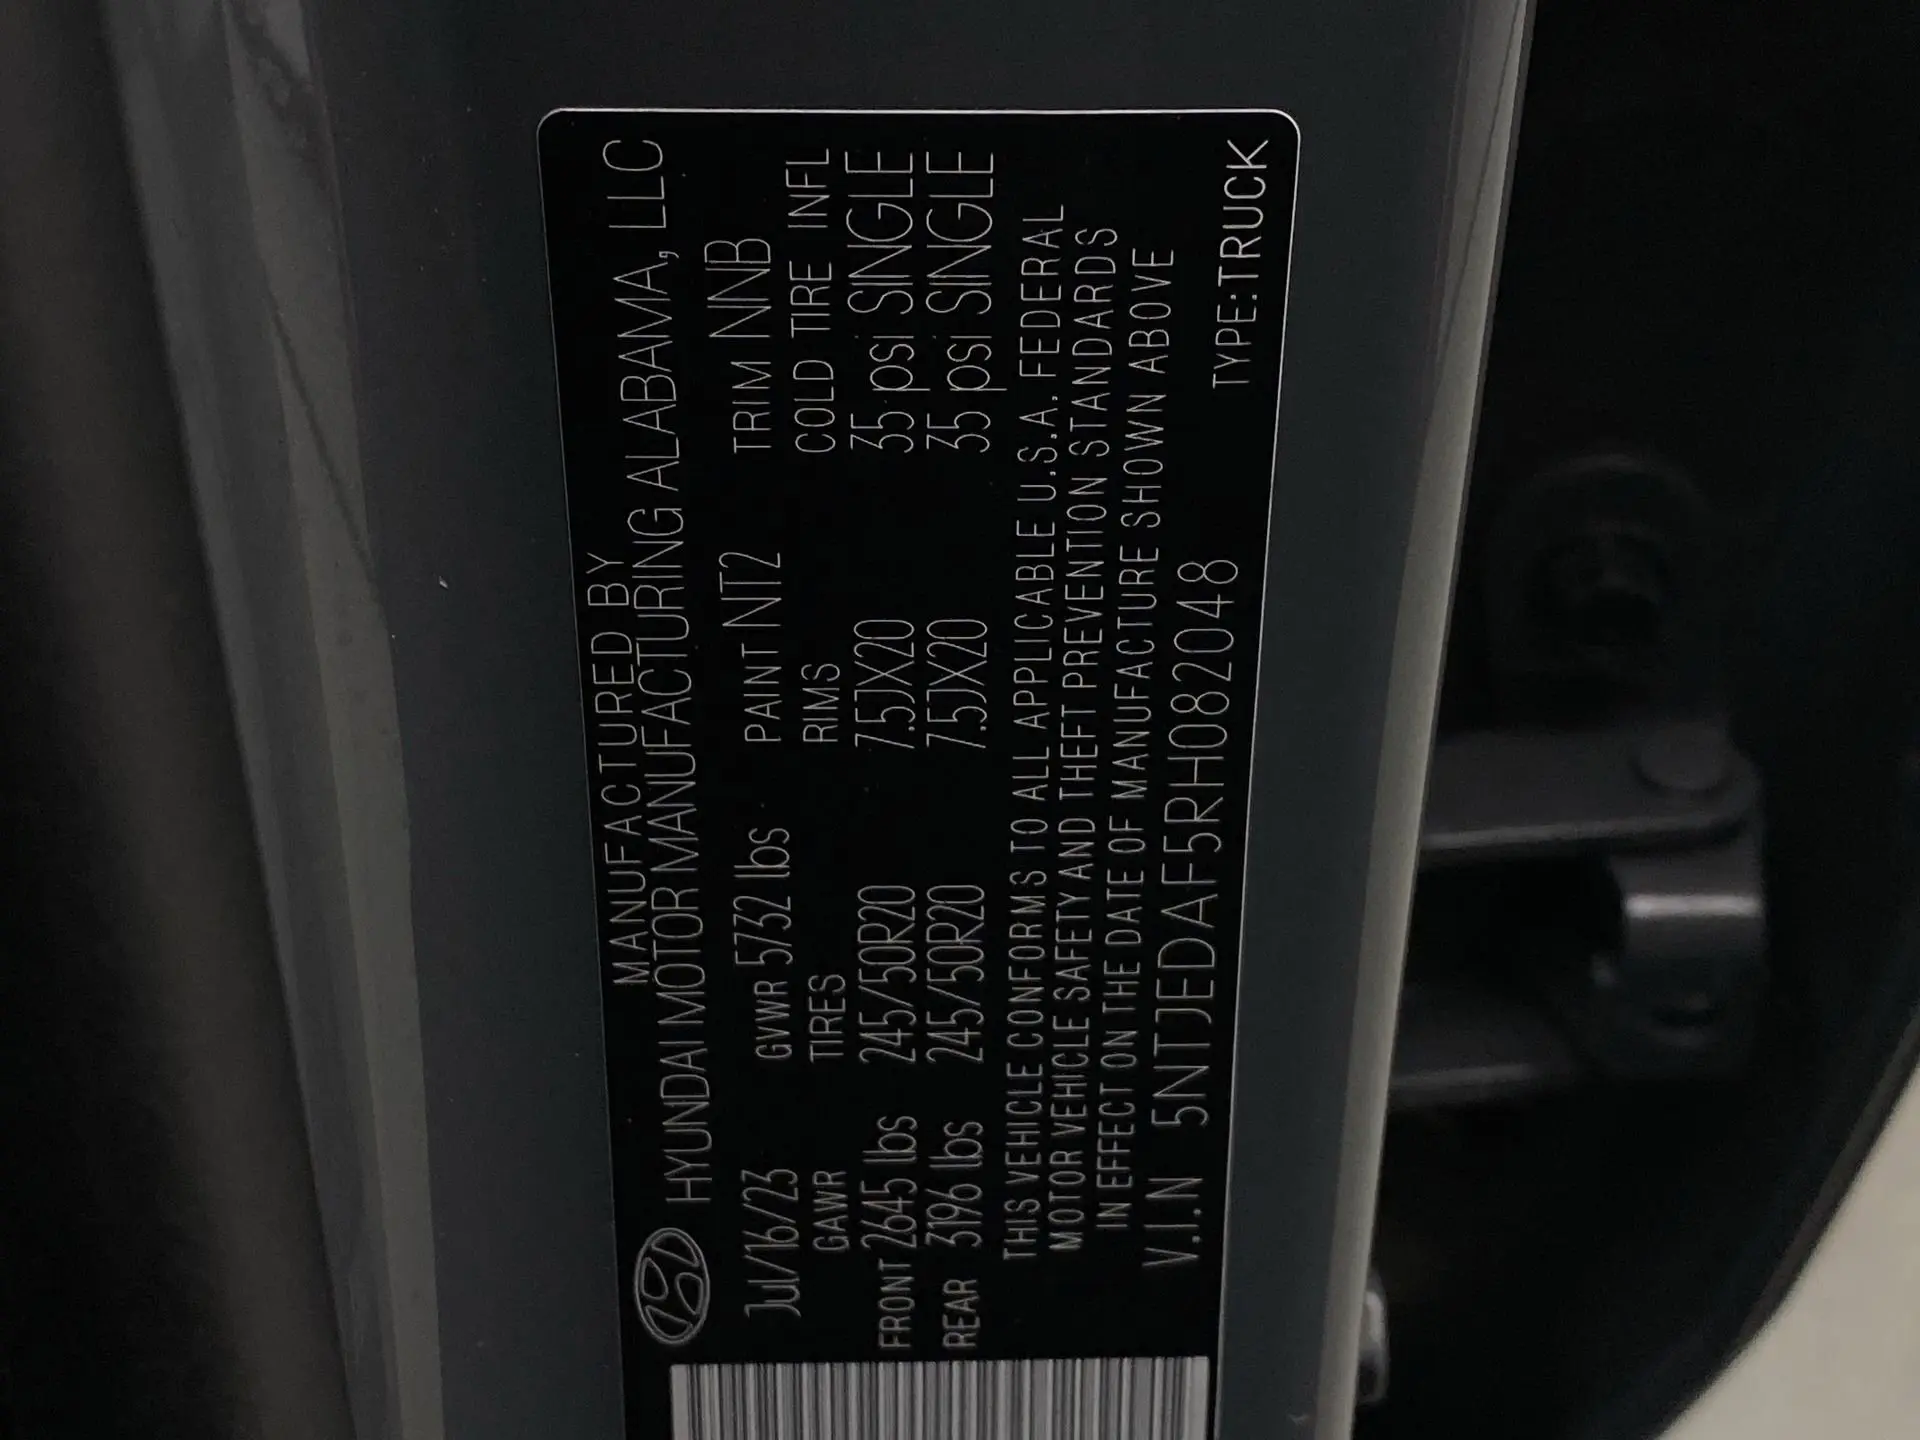 MANUFACTURED BY
HYUNDAI MOTOR MANUFACTURING ALABAMA, LLC
Jul/16/23 GVWR 5732 lbs PAINT NT2 TRIM NNB
GAWR TIRES RIMS COLD TIRE INFL
FRONT 2645 lbs 245/50R20 7.5JX20 35 psi SINGLE
REAR 3196 lbs 245/50R20 7.5JX20 35 psi SINGLE
THIS VEHICLE CONFORMS TO ALL APPLICABLE U.S.A. FEDERAL
MOTOR VEHICLE SAFETY AND THEFT PREVENTION STANDARDS
IN EFFECT ON THE DATE OF MANUFACTURE SHOWN ABOVE
V.I.N 5NTJEDAF5RH082048 TYPE:TRUCK